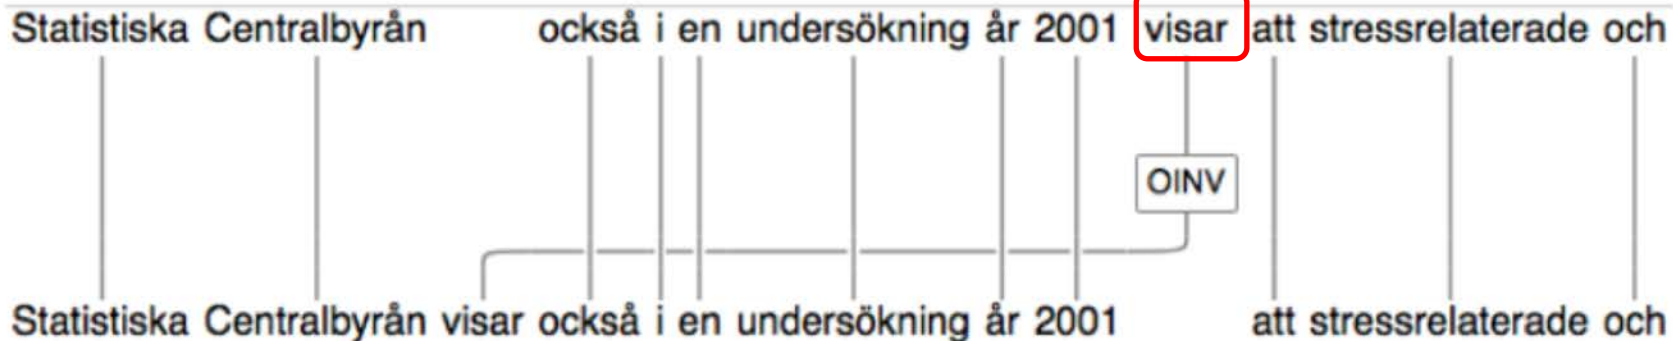 Statistiska Centralbyrån också i en undersökning år 2001 visar att stressrelaterade och
OINV
Statistiska Centralbyrån visar också i en undersökning år 2001 att stressrelaterade och